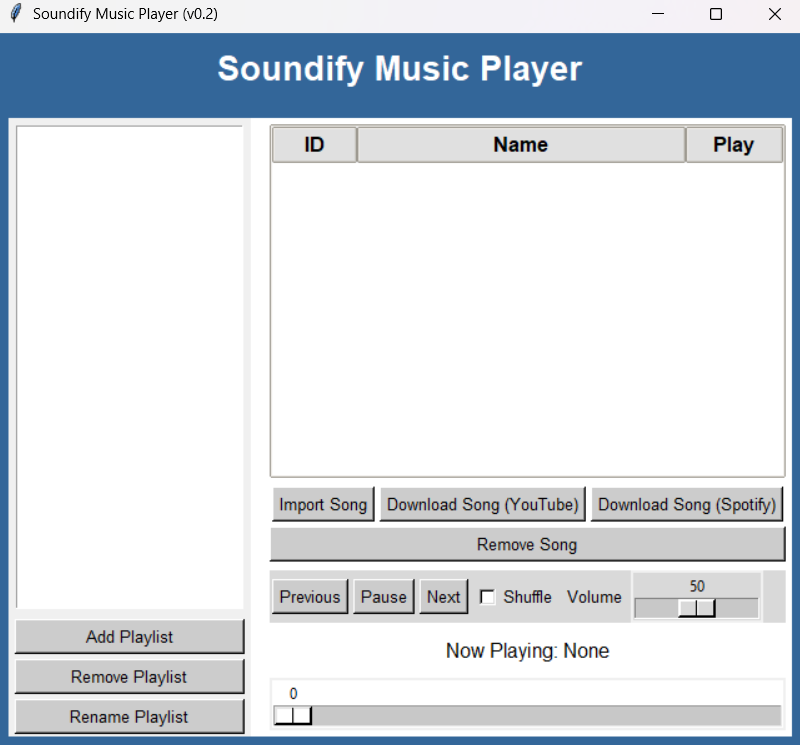 Soundify Music Player (v0.2)
Soundify Music Player
ID Name Play
Import Song Download Song (YouTube) Download Song (Spotify)
Remove Song
Previous Pause Next Shuffle Volume 50
Now Playing: None
0
Add Playlist
Remove Playlist
Rename Playlist